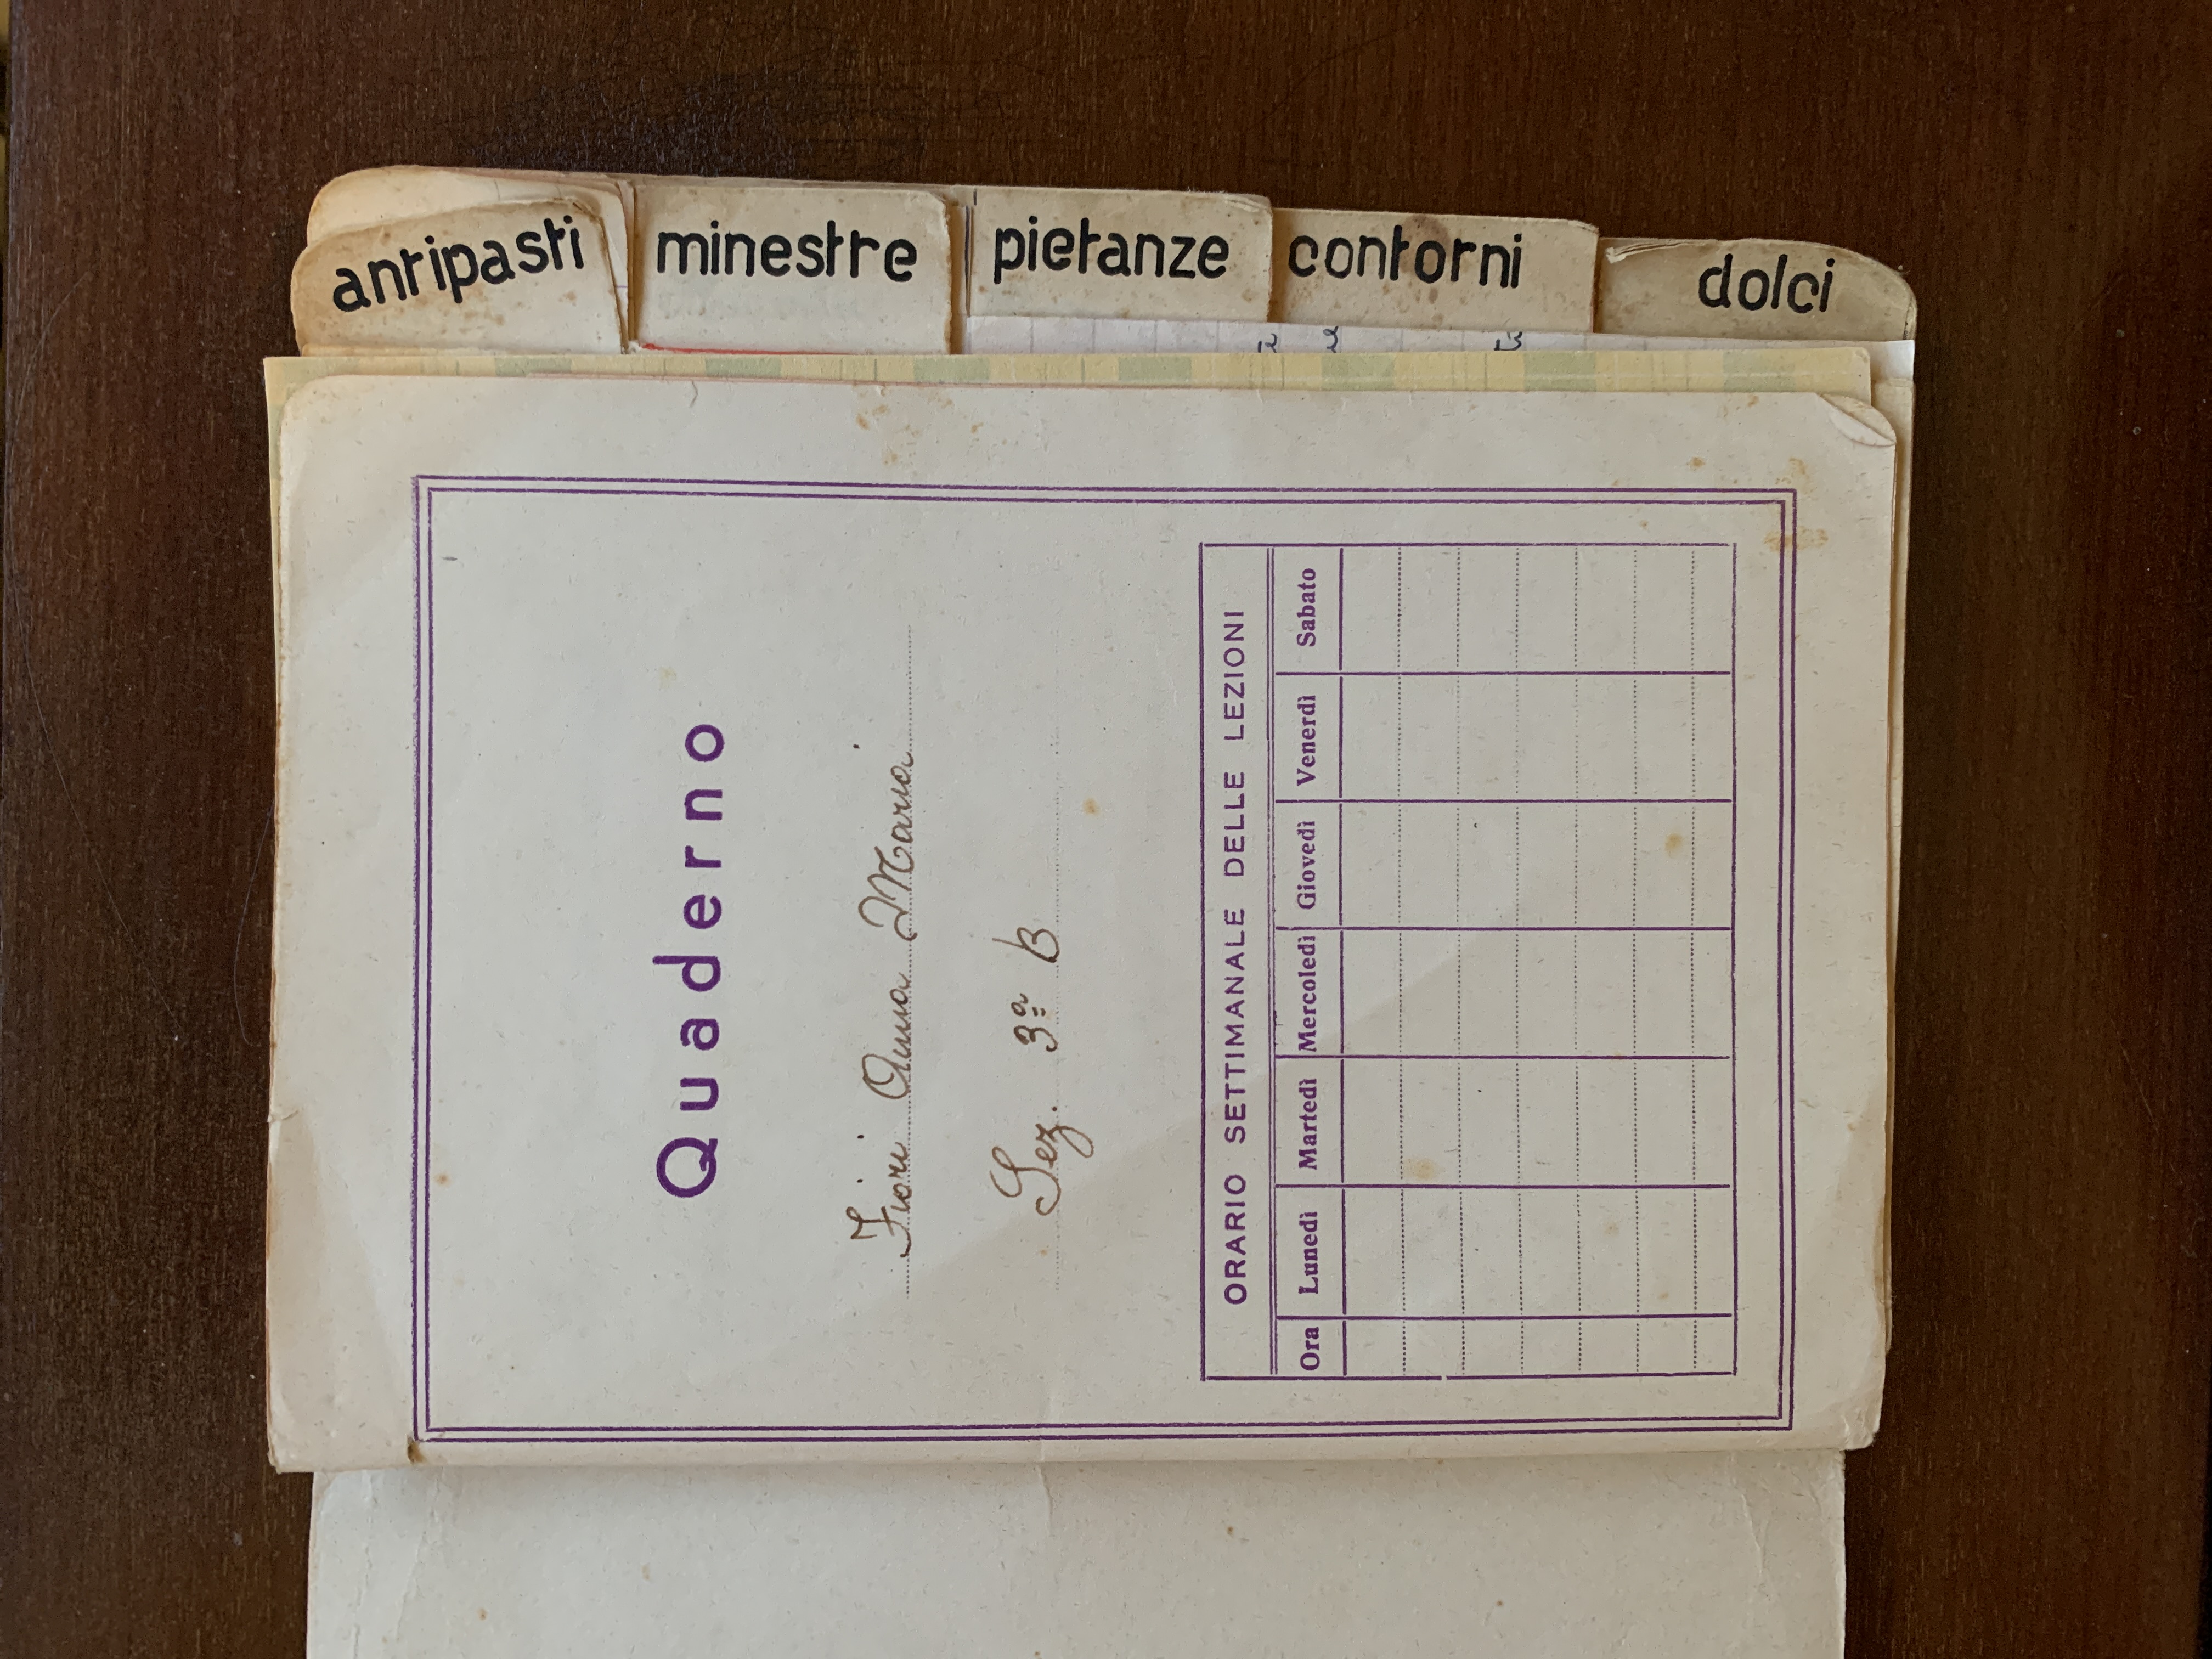 Quaderno
Fiori Anna Maria
Sez. 3ª B
ORARIO SETTIMANALE DELLE LEZIONI
Ora Lunedì Martedì Mercoledì Giovedì Venerdì Sabato
antipasti
minestre
pietanze
contorni
dolci